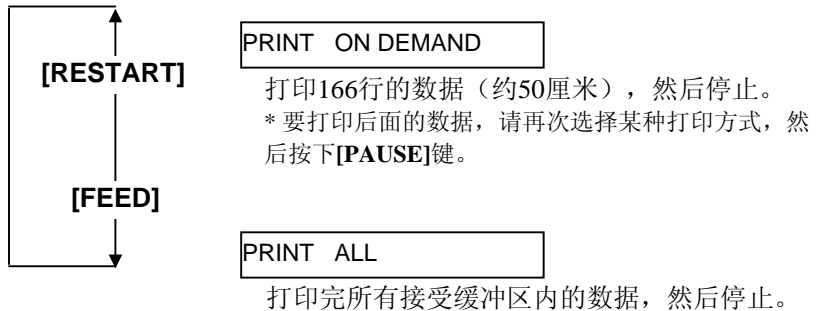 PRINT ON DEMAND
[RESTART]
打印166行的数据（约50厘米），然后停止。
* 要打印后面的数据，请再次选择某种打印方式，然
后按下[PAUSE]键。
[FEED]
PRINT ALL
打印完所有接受缓冲区内的数据，然后停止。